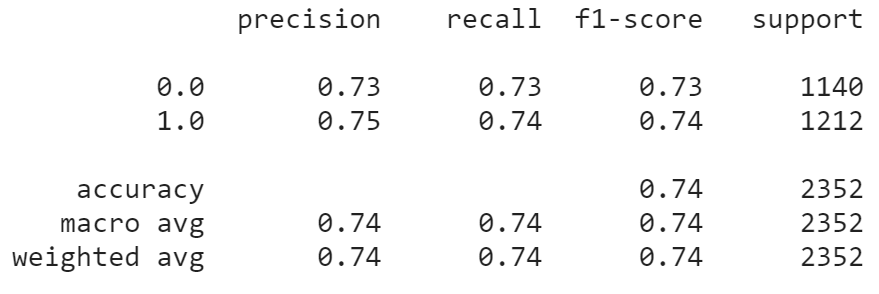 precision recall f1-score support
0.0 0.73 0.73 0.73 1140
1.0 0.75 0.74 0.74 1212
accuracy 0.74 2352
macro avg 0.74 0.74 0.74 2352
weighted avg 0.74 0.74 0.74 2352